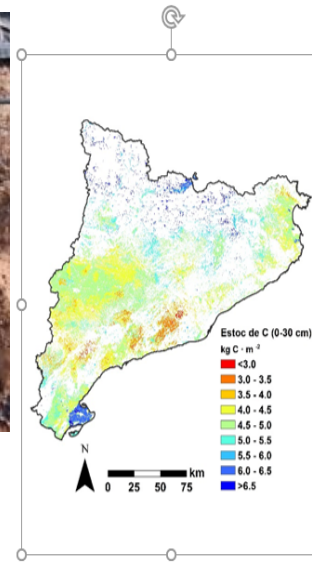 Estoc de C (0-30 cm)
kg C · m⁻²
<3.0
3.0 - 3.5
3.5 - 4.0
4.0 - 4.5
4.5 - 5.0
5.0 - 5.5
5.5 - 6.0
6.0 - 6.5
>6.5
N
km
0 25 50 75